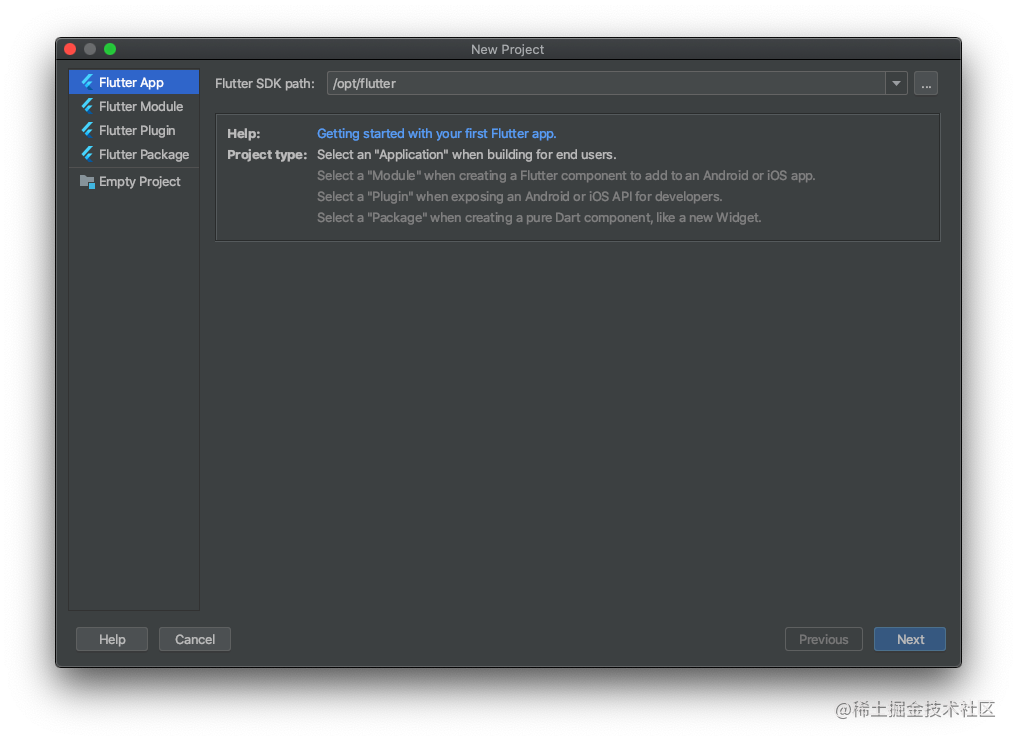 New Project
Flutter App
Flutter Module
Flutter Plugin
Flutter Package
Empty Project
Flutter SDK path: /opt/flutter ...
Help: Getting started with your first Flutter app.
Project type: Select an "Application" when building for end users.
Select a "Module" when creating a Flutter component to add to an Android or iOS app.
Select a "Plugin" when exposing an Android or iOS API for developers.
Select a "Package" when creating a pure Dart component, like a new Widget.
Help Cancel Previous Next
@稀土掘金技术社区